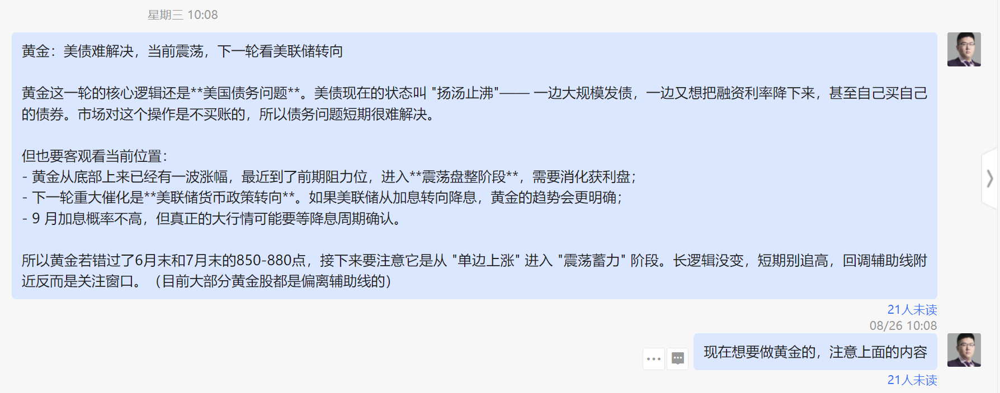 星期三 10:08
黄金：美债难解决，当前震荡，下一轮看美联储转向
黄金这一轮的核心逻辑还是**美国债务问题**。美债现在的状态叫 "扬汤止沸"—— 一边大规模发债，一边又想把融资利率降下来，甚至自己买自己
的债券。市场对这个操作是不买账的，所以债务问题短期很难解决。
但也要客观看当前位置：
- 黄金从底部上来已经有一波涨幅，最近到了前期阻力位，进入**震荡盘整阶段**，需要消化获利盘；
- 下一轮重大催化是**美联储货币政策转向**。如果美联储从加息转向降息，黄金的趋势会更明确；
- 9 月加息概率不高，但真正的大行情可能要等降息周期确认。
所以黄金若错过了6月末和7月末的850-880点，接下来要注意它是从 "单边上涨" 进入 "震荡蓄力" 阶段。长逻辑没变，短期别追高，回调辅助线附
近反而是关注窗口。（目前大部分黄金股都是偏离辅助线的）
21人未读
08/26 10:08
现在想要做黄金的，注意上面的内容
21人未读